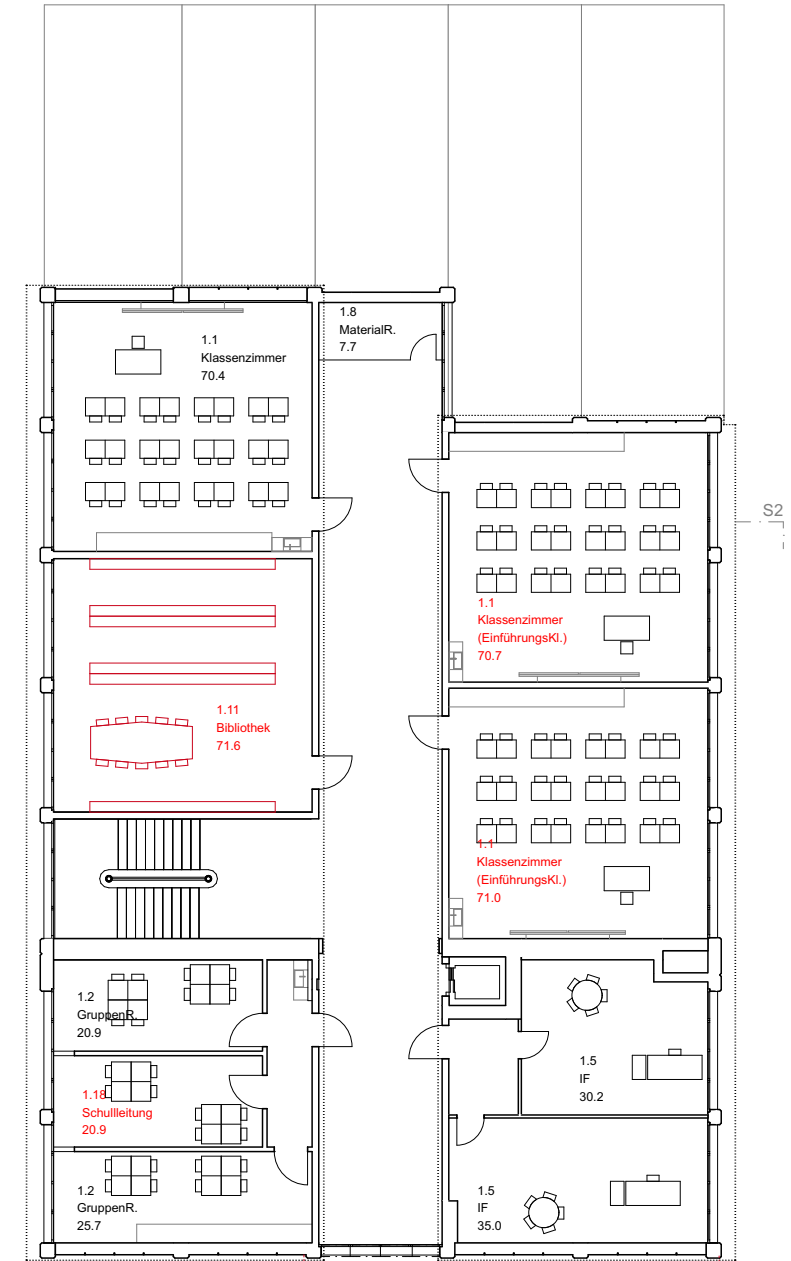 1.8
MaterialR.
7.7
1.1
Klassenzimmer
70.4
S2
1.1
Klassenzimmer
(EinführungsKl.)
70.7
1.11
Bibliothek
71.6
1.1
Klassenzimmer
(EinführungsKl.)
71.0
1.2
GruppenR.
20.9
1.5
IF
30.2
1.18
Schullleitung
20.9
1.2
GruppenR.
25.7
1.5
IF
35.0